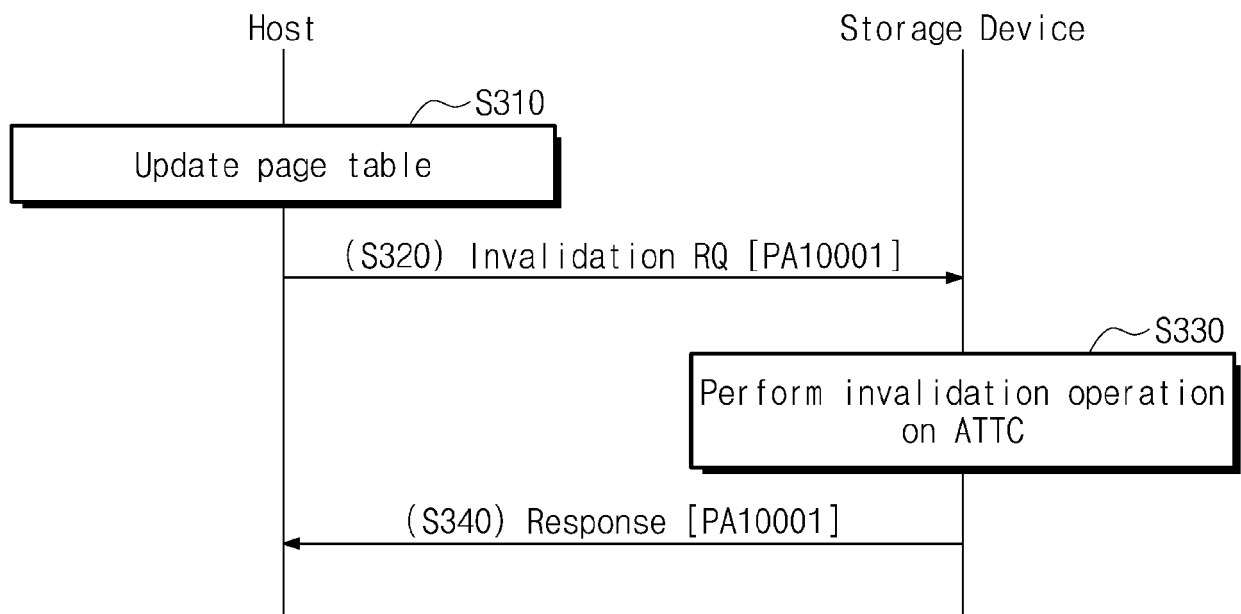 Host
Storage Device
S310
Update page table
(S320) Invalidation RQ [PA10001]
S330
Perform invalidation operation
on ATTC
(S340) Response [PA10001]